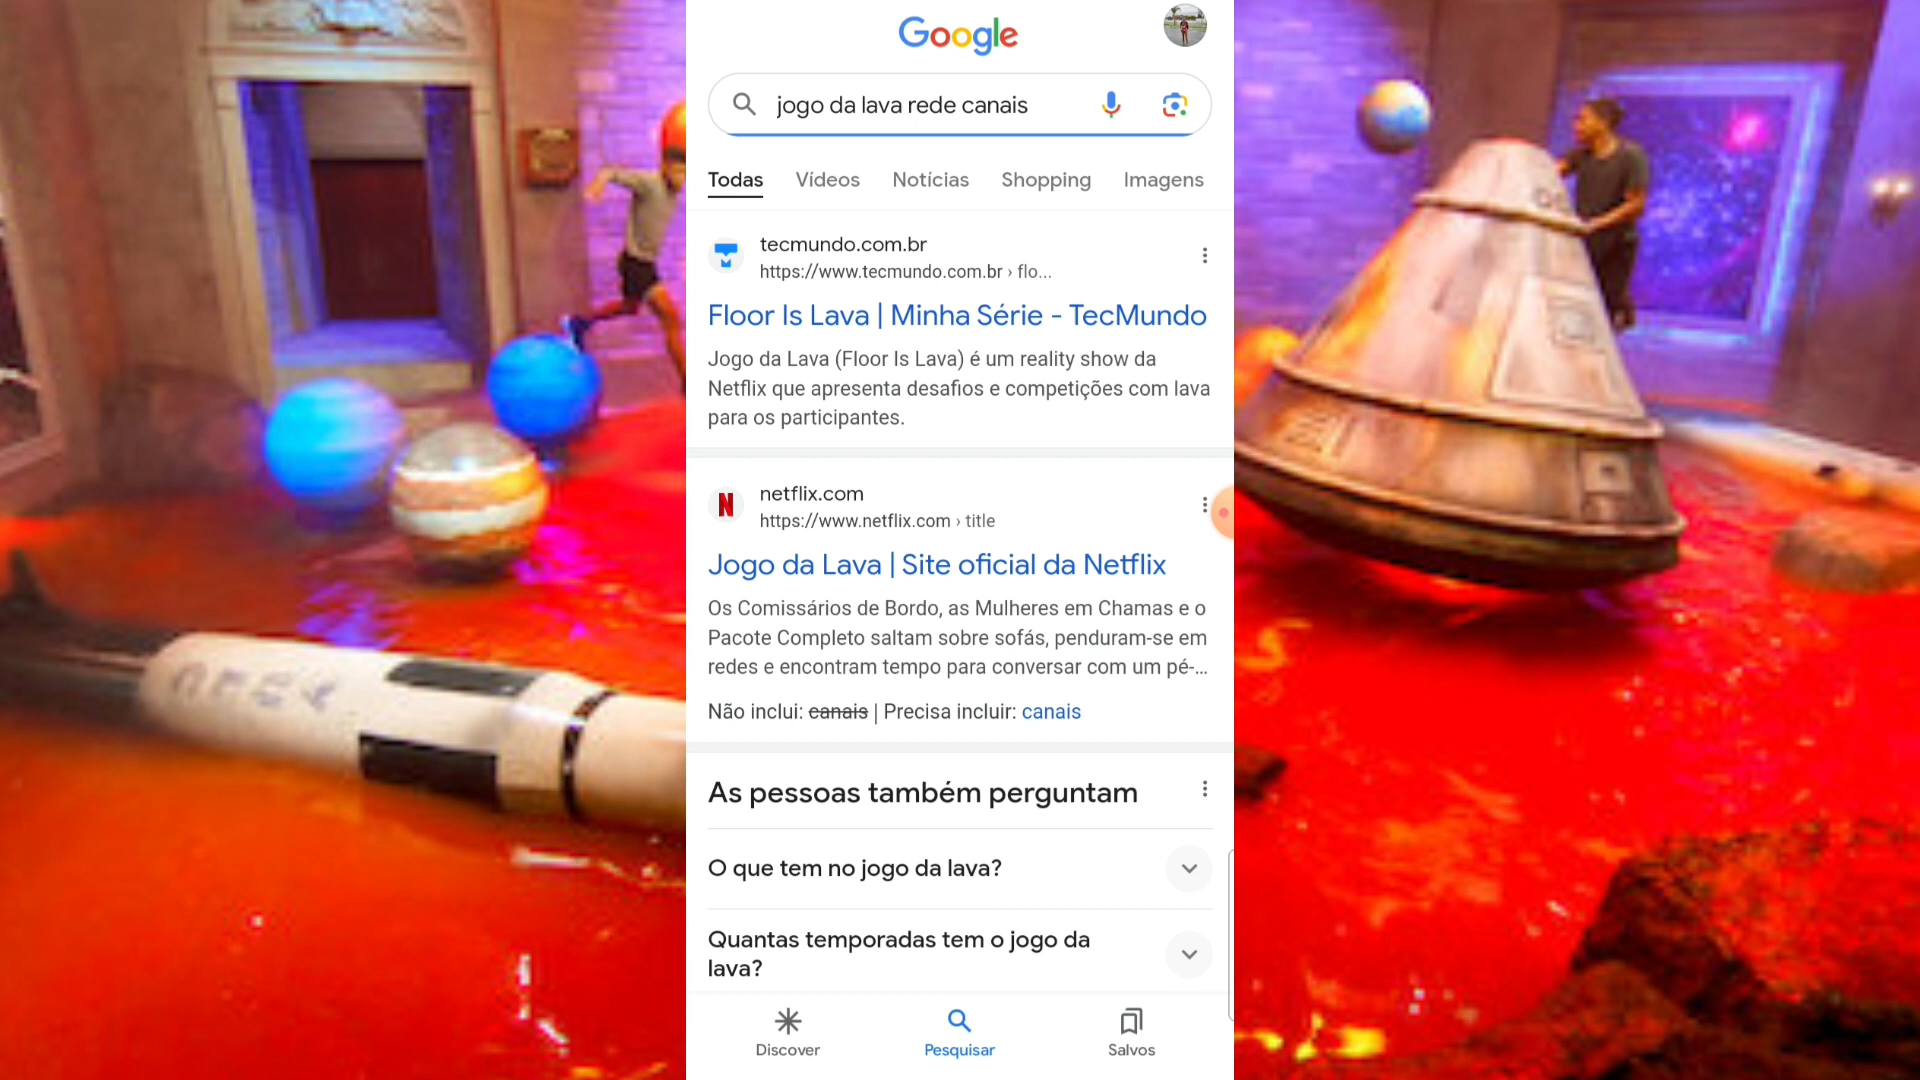 Google
jogo da lava rede canais
Todas Vídeos Notícias Shopping Imagens
tecmundo.com.br
https://www.tecmundo.com.br › flo...
Floor Is Lava | Minha Série - TecMundo
Jogo da Lava (Floor Is Lava) é um reality show da
Netflix que apresenta desafios e competições com lava
para os participantes.
N
netflix.com
https://www.netflix.com › title
Jogo da Lava | Site oficial da Netflix
Os Comissários de Bordo, as Mulheres em Chamas e o
Pacote Completo saltam sobre sofás, penduram-se em
redes e encontram tempo para conversar com um pé-...
Não inclui: canais | Precisa incluir: canais
As pessoas também perguntam
O que tem no jogo da lava?
Quantas temporadas tem o jogo da
lava?
Discover Pesquisar Salvos